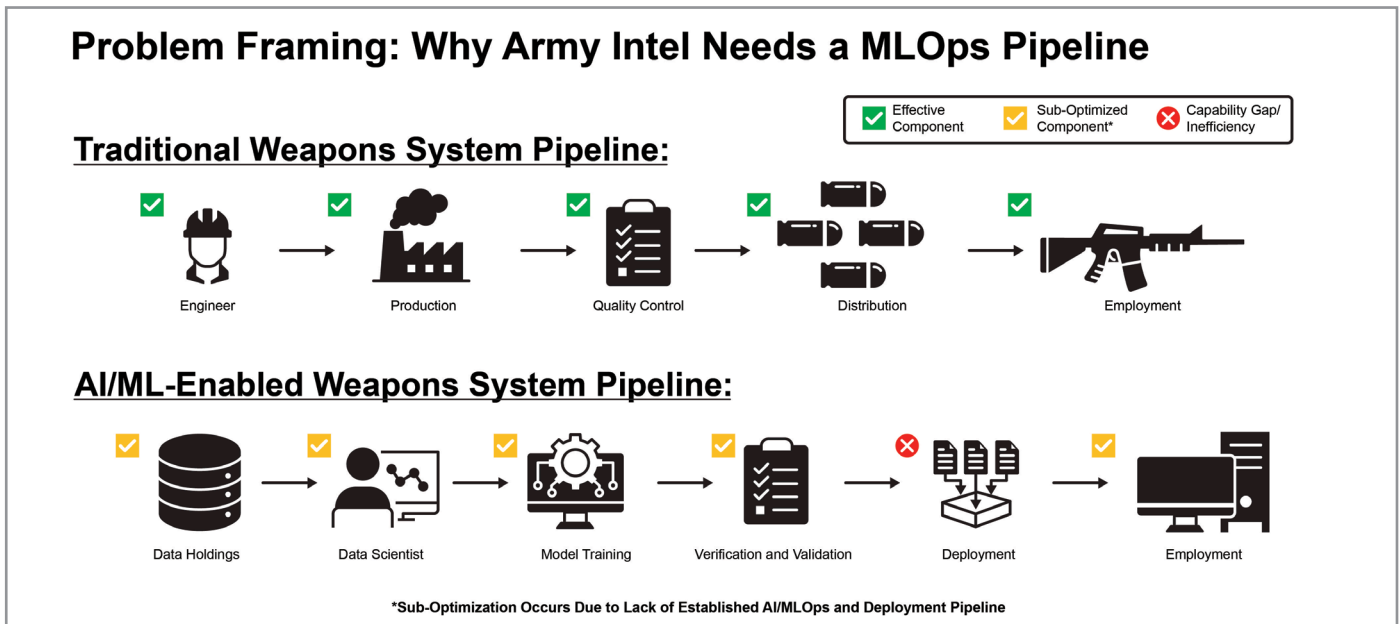 Problem Framing: Why Army Intel Needs a MLOps Pipeline
Effective
Component
Sub-Optimized
Component*
Capability Gap/
Inefficiency
Traditional Weapons System Pipeline:
Engineer
Production
Quality Control
Distribution
Employment
AI/ML-Enabled Weapons System Pipeline:
Data Holdings
Data Scientist
Model Training
Verification and Validation
Deployment
Employment
*Sub-Optimization Occurs Due to Lack of Established AI/MLOps and Deployment Pipeline